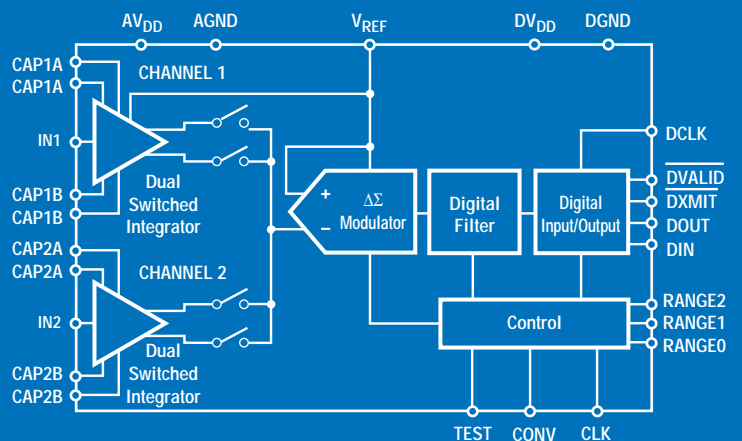 AVDD AGND VREF DVDD DGND
CAP1A
CAP1A
CHANNEL 1
IN1
DCLK
DVALID
CAP1B
CAP1B
Dual
Switched
Integrator
+
–
ΔΣ
Modulator
Digital
Filter
Digital
Input/Output
DXMIT
DOUT
DIN
CAP2A
CAP2A
CHANNEL 2
IN2
Control
RANGE2
RANGE1
RANGE0
CAP2B
CAP2B
Dual
Switched
Integrator
TEST CONV CLK